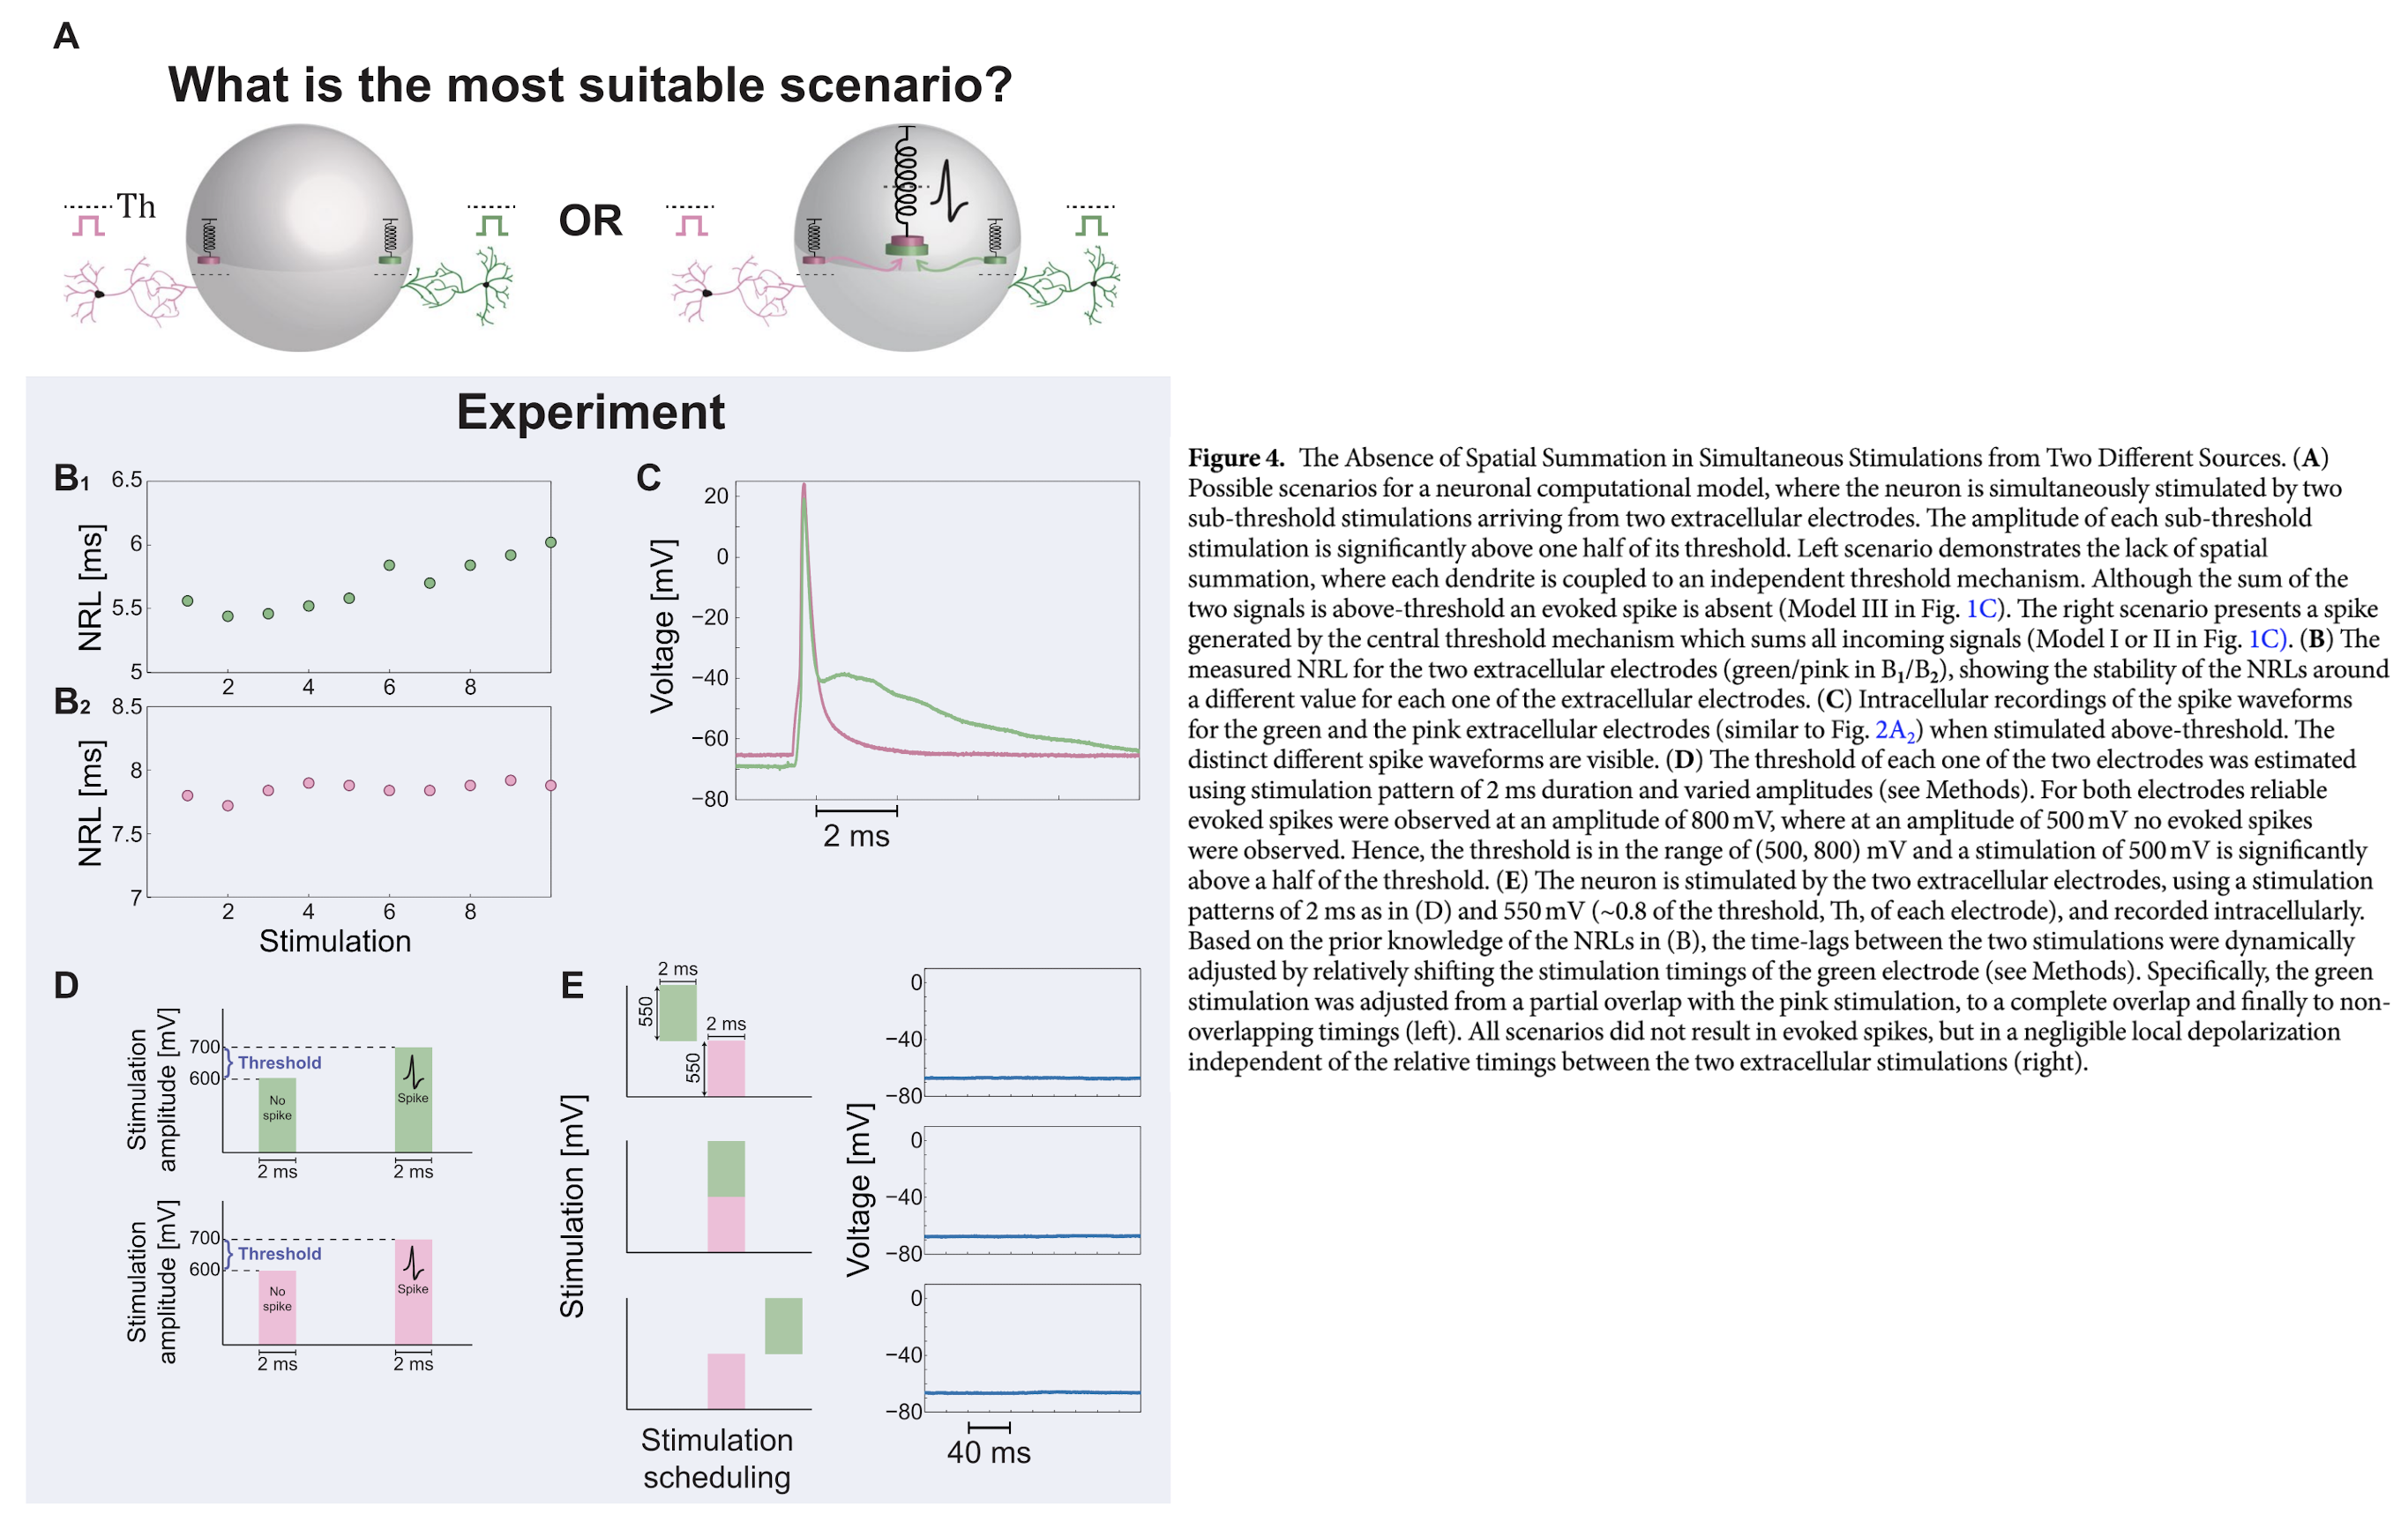 A
What is the most suitable scenario?
Th
OR
Experiment
B1
NRL [ms]
6.5
6
5.5
5
2 4 6 8
B2
NRL [ms]
8.5
8
7.5
7
2 4 6 8
Stimulation
C
Voltage [mV]
20
0
−20
−40
−60
−80
2 ms
D
Stimulation
amplitude [mV]
700
Threshold
600
No
spike
Spike
2 ms 2 ms
Stimulation
amplitude [mV]
700
Threshold
600
No
spike
Spike
2 ms 2 ms
E
Stimulation [mV]
2 ms
550
2 ms
550
Stimulation
scheduling
Voltage [mV]
0
−40
−80
0
−40
−80
0
−40
−80
40 ms
Figure 4. The Absence of Spatial Summation in Simultaneous Stimulations from Two Different Sources. (A)
Possible scenarios for a neuronal computational model, where the neuron is simultaneously stimulated by two
sub-threshold stimulations arriving from two extracellular electrodes. The amplitude of each sub-threshold
stimulation is significantly above one half of its threshold. Left scenario demonstrates the lack of spatial
summation, where each dendrite is coupled to an independent threshold mechanism. Although the sum of the
two signals is above-threshold an evoked spike is absent (Model III in Fig. 1C). The right scenario presents a spike
generated by the central threshold mechanism which sums all incoming signals (Model I or II in Fig. 1C). (B) The
measured NRL for the two extracellular electrodes (green/pink in B₁/B₂), showing the stability of the NRLs around
a different value for each one of the extracellular electrodes. (C) Intracellular recordings of the spike waveforms
for the green and the pink extracellular electrodes (similar to Fig. 2A₂) when stimulated above-threshold. The
distinct different spike waveforms are visible. (D) The threshold of each one of the two electrodes was estimated
using stimulation pattern of 2 ms duration and varied amplitudes (see Methods). For both electrodes reliable
evoked spikes were observed at an amplitude of 800 mV, where at an amplitude of 500 mV no evoked spikes
were observed. Hence, the threshold is in the range of (500, 800) mV and a stimulation of 500 mV is significantly
above a half of the threshold. (E) The neuron is stimulated by the two extracellular electrodes, using a stimulation
patterns of 2 ms as in (D) and 550 mV (~0.8 of the threshold, Th, of each electrode), and recorded intracellularly.
Based on the prior knowledge of the NRLs in (B), the time-lags between the two stimulations were dynamically
adjusted by relatively shifting the stimulation timings of the green electrode (see Methods). Specifically, the green
stimulation was adjusted from a partial overlap with the pink stimulation, to a complete overlap and finally to non-
overlapping timings (left). All scenarios did not result in evoked spikes, but in a negligible local depolarization
independent of the relative timings between the two extracellular stimulations (right).